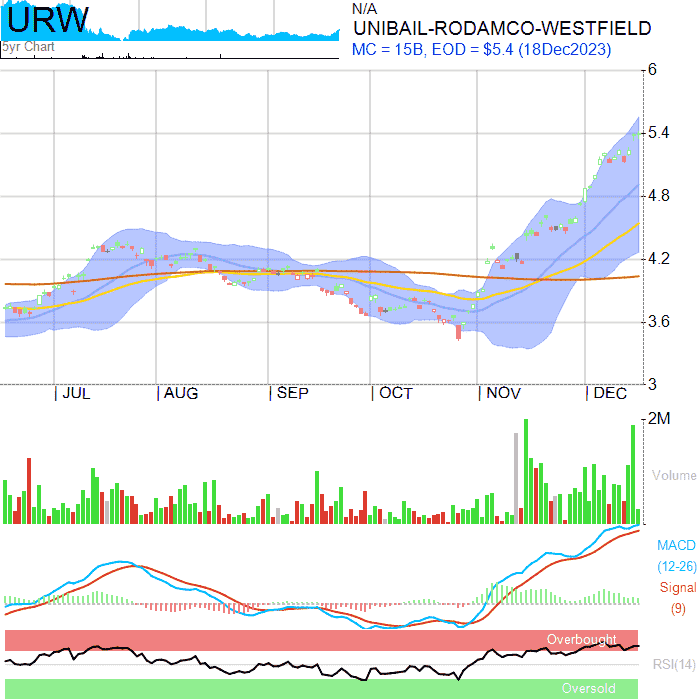 URW
5yr Chart
N/A
UNIBAIL-RODAMCO-WESTFIELD
MC = 15B, EOD = $5.4 (18Dec2023)
6
5.4
4.8
4.2
3.6
3
| JUL | AUG | SEP | OCT | NOV | DEC
2M
Volume
MACD
(12-26)
Signal
(9)
Overbought
RSI(14)
Oversold